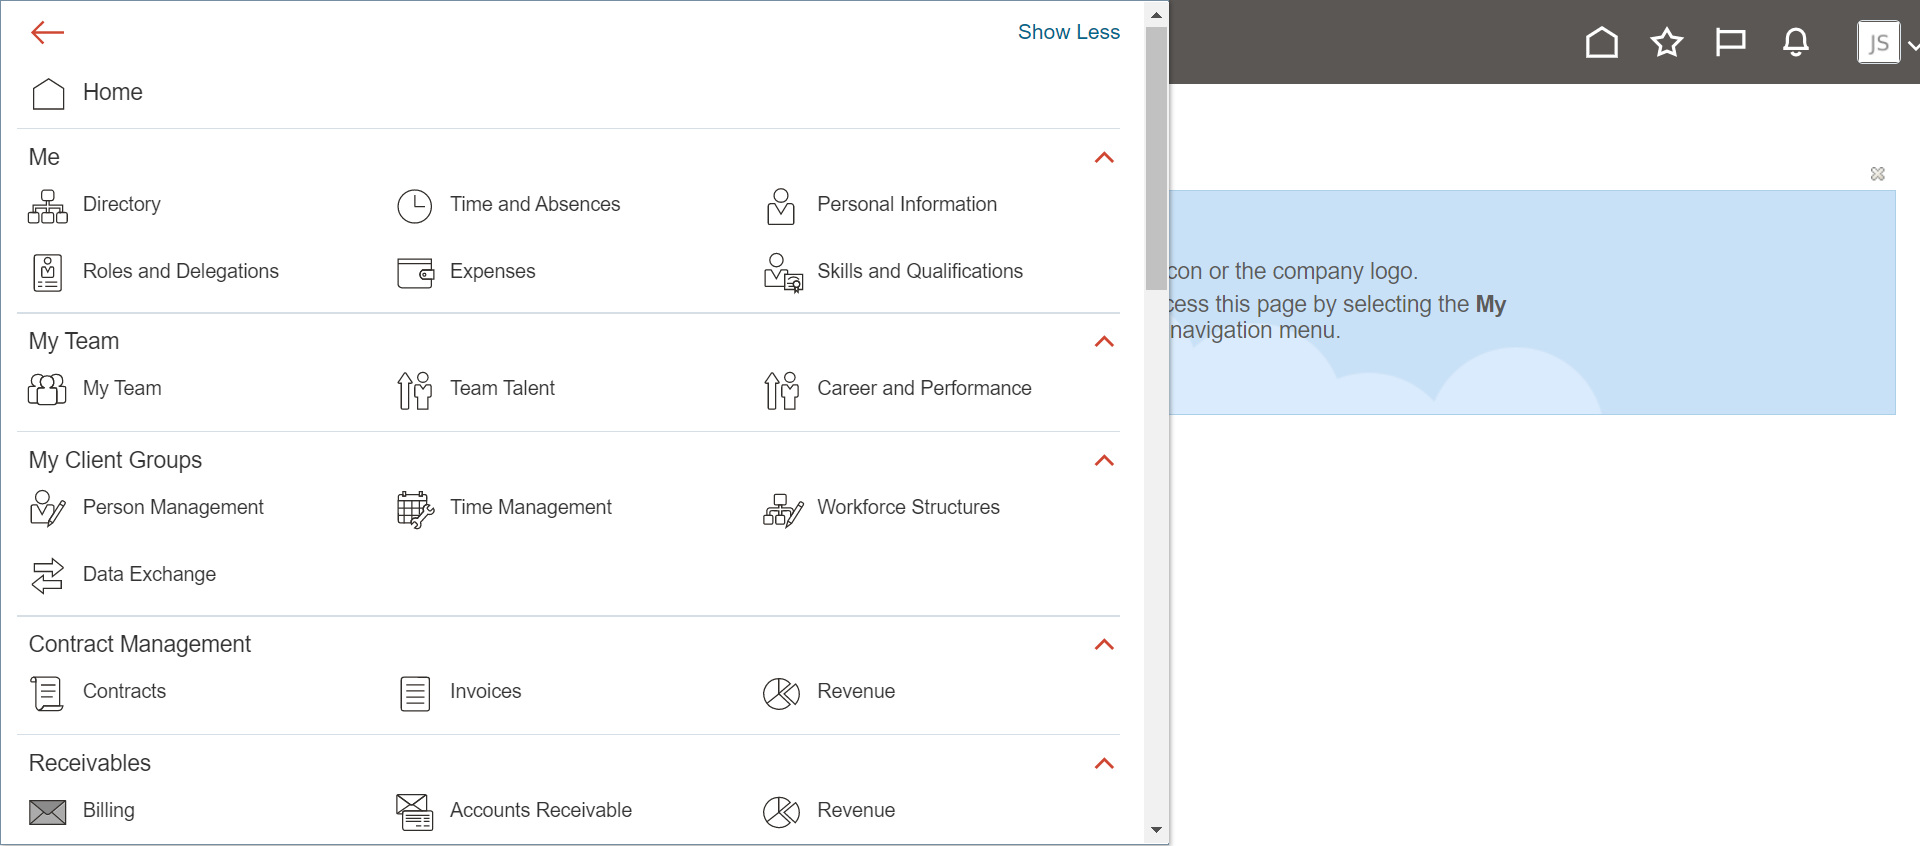 Show Less
Home
Me
Directory
Time and Absences
Personal Information
Roles and Delegations
Expenses
Skills and Qualifications
My Team
My Team
Team Talent
Career and Performance
My Client Groups
Person Management
Time Management
Workforce Structures
Data Exchange
Contract Management
Contracts
Invoices
Revenue
Receivables
Billing
Accounts Receivable
Revenue
JS
con or the company logo.
cess this page by selecting the My
navigation menu.